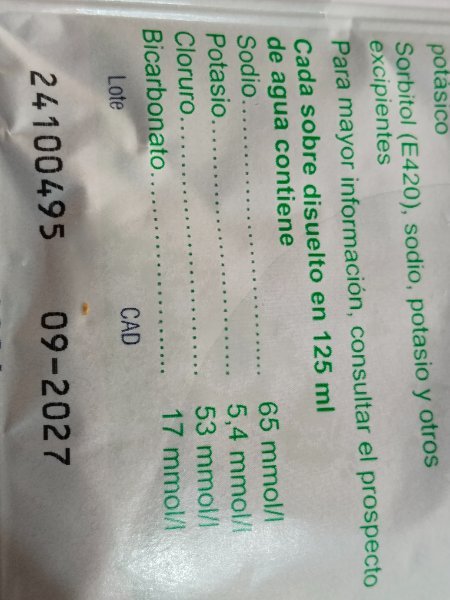 potásico
Sorbitol (E420), sodio, potasio y otros
excipientes
Para mayor información, consultar el prospecto
Cada sobre disuelto en 125 ml
de agua contiene
Sodio........................... 65 mmol/l
Potasio........................... 5,4 mmol/l
Cloruro........................... 53 mmol/l
Bicarbonato..................... 17 mmol/l
Lote CAD
24100495 09-2027